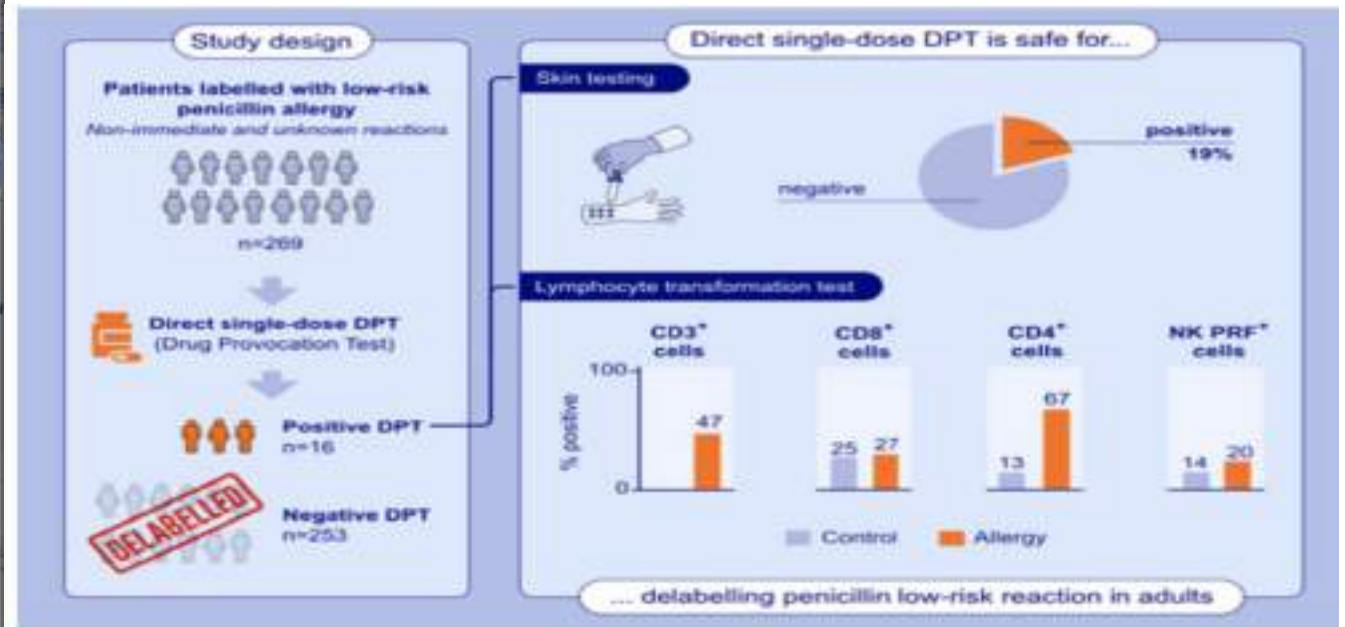 Study design
Patients labelled with low-risk
penicillin allergy
Non-immediate and unknown reactions
n=269
Direct single-dose DPT
(Drug Provocation Test)
Positive DPT
n=16
DELABELLED
Negative DPT
n=253
Direct single-dose DPT is safe for...
Skin testing
positive
19%
negative
Lymphocyte transformation test
CD3+
cells
CD8+
cells
CD4+
cells
NK PRF+
cells
% positive
100
0
47
25
27
13
67
14
20
Control
Allergy
... delabelling penicillin low-risk reaction in adults